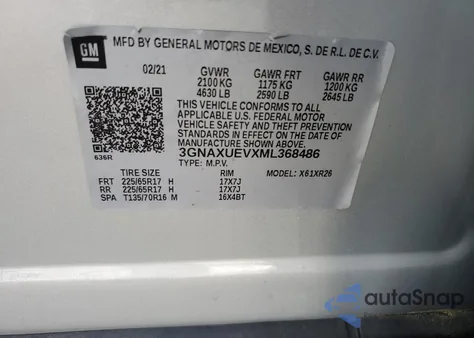 GM MFD BY GENERAL MOTORS DE MEXICO, S. DE R.L. DE C.V.
02/21 GVWR GAWR FRT GAWR RR
2100 KG 1175 KG 1200 KG
4630 LB 2590 LB 2645 LB
THIS VEHICLE CONFORMS TO ALL
APPLICABLE U.S. FEDERAL MOTOR
VEHICLE SAFETY AND THEFT PREVENTION
STANDARDS IN EFFECT ON THE DATE OF
MANUFACTURE SHOWN ABOVE.
636R 3GNAXUEVXML368486
TYPE: M.P.V. MODEL: X61XR26
TIRE SIZE RIM
FRT 225/65R17 H 17X7J
RR 225/65R17 H 17X7J
SPA T135/70R16 M 16X4BT
autoSnap
Powered by